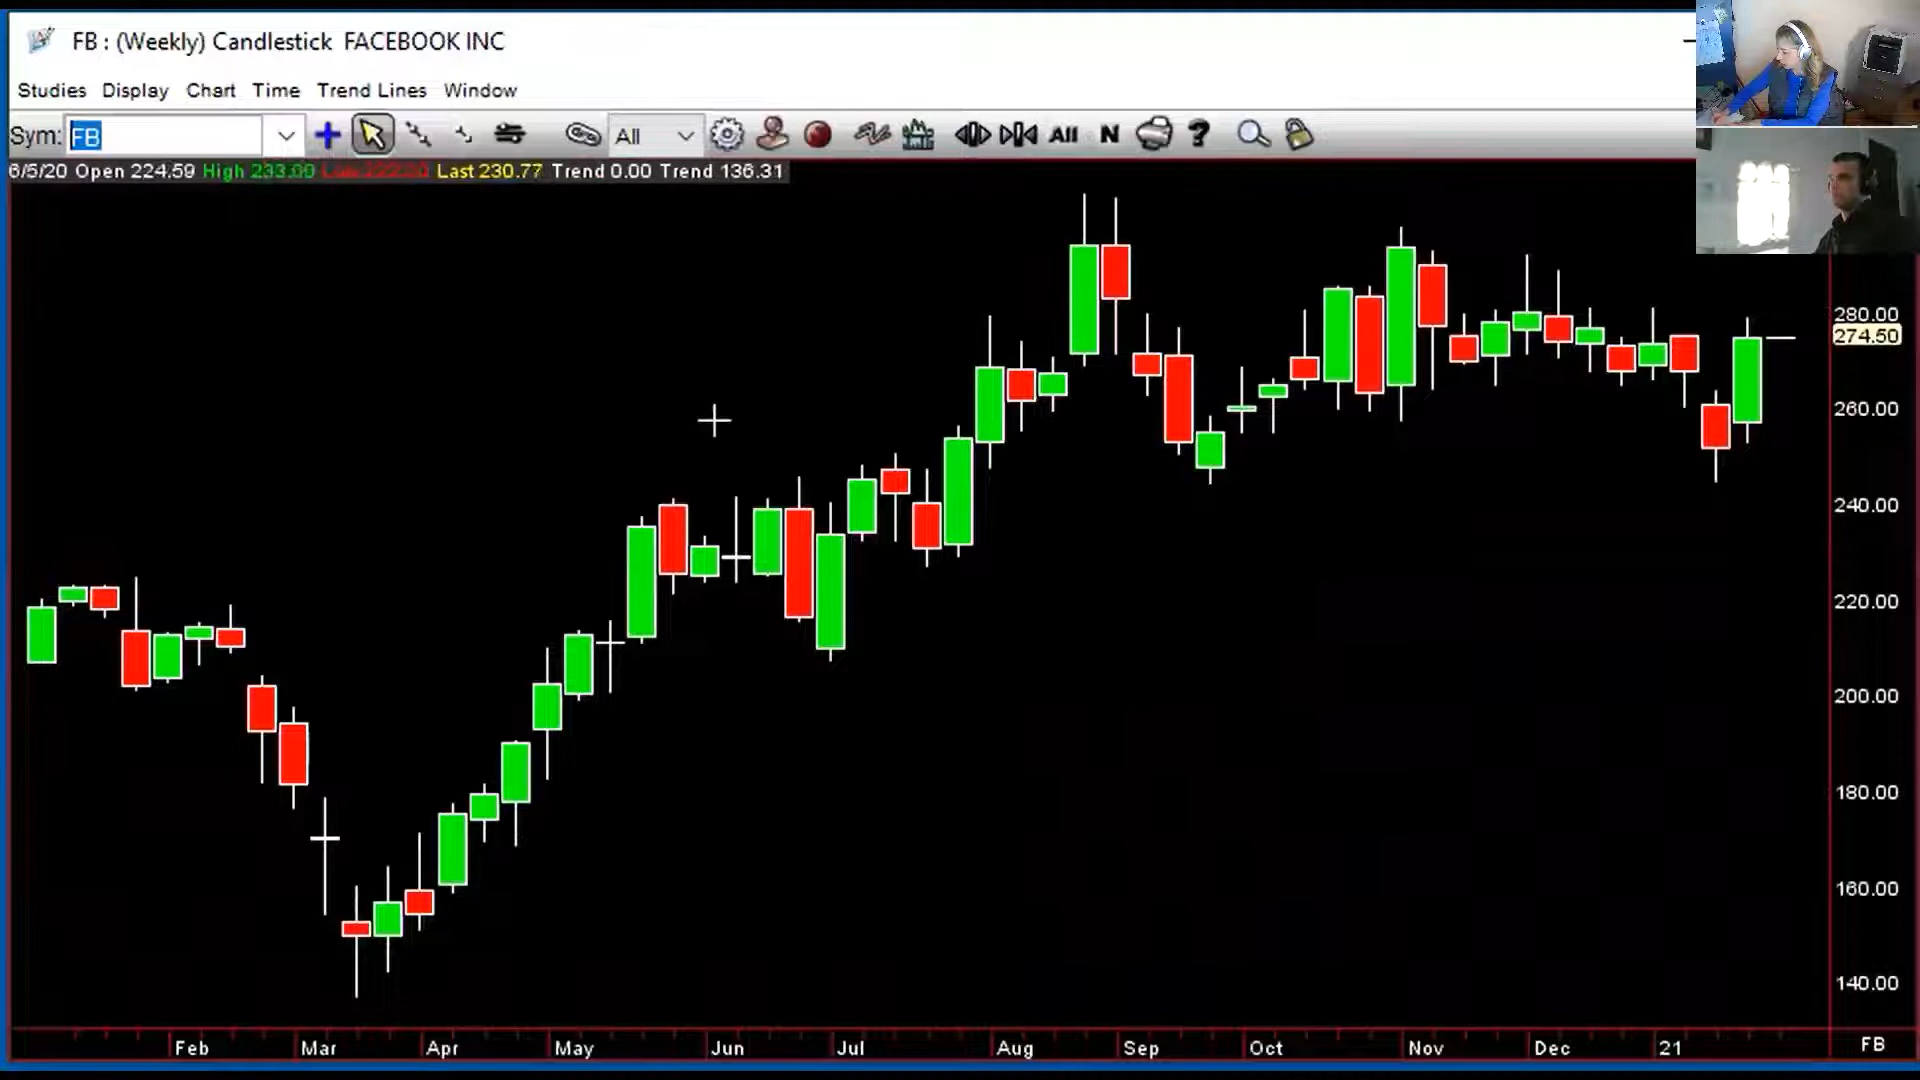 FB : (Weekly) Candlestick FACEBOOK INC
Studies Display Chart Time Trend Lines Window
Sym: FB All All N ?
6/5/20 Open 224.59 High 233.09 Last 230.77 Trend 0.00 Trend 136.31
280.00
274.50
260.00
240.00
220.00
200.00
180.00
160.00
140.00
Feb Mar Apr May Jun Jul Aug Sep Oct Nov Dec 21 FB